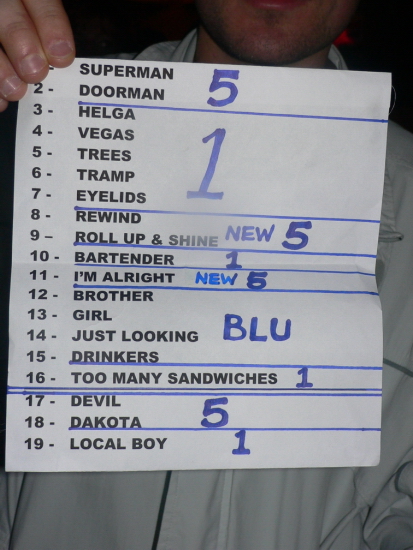 SUPERMAN 5
2- DOORMAN
3 - HELGA
4 - VEGAS
5 - TREES 1
6 - TRAMP
7 - EYELIDS
8 - REWIND
9 – ROLL UP & SHINE NEW 5
10 - BARTENDER 1
11 - I'M ALRIGHT NEW 5
12 - BROTHER
13 - GIRL
14 - JUST LOOKING BLU
15 - DRINKERS
16 - TOO MANY SANDWICHES 1
17 - DEVIL
18 - DAKOTA 5
19 - LOCAL BOY 1